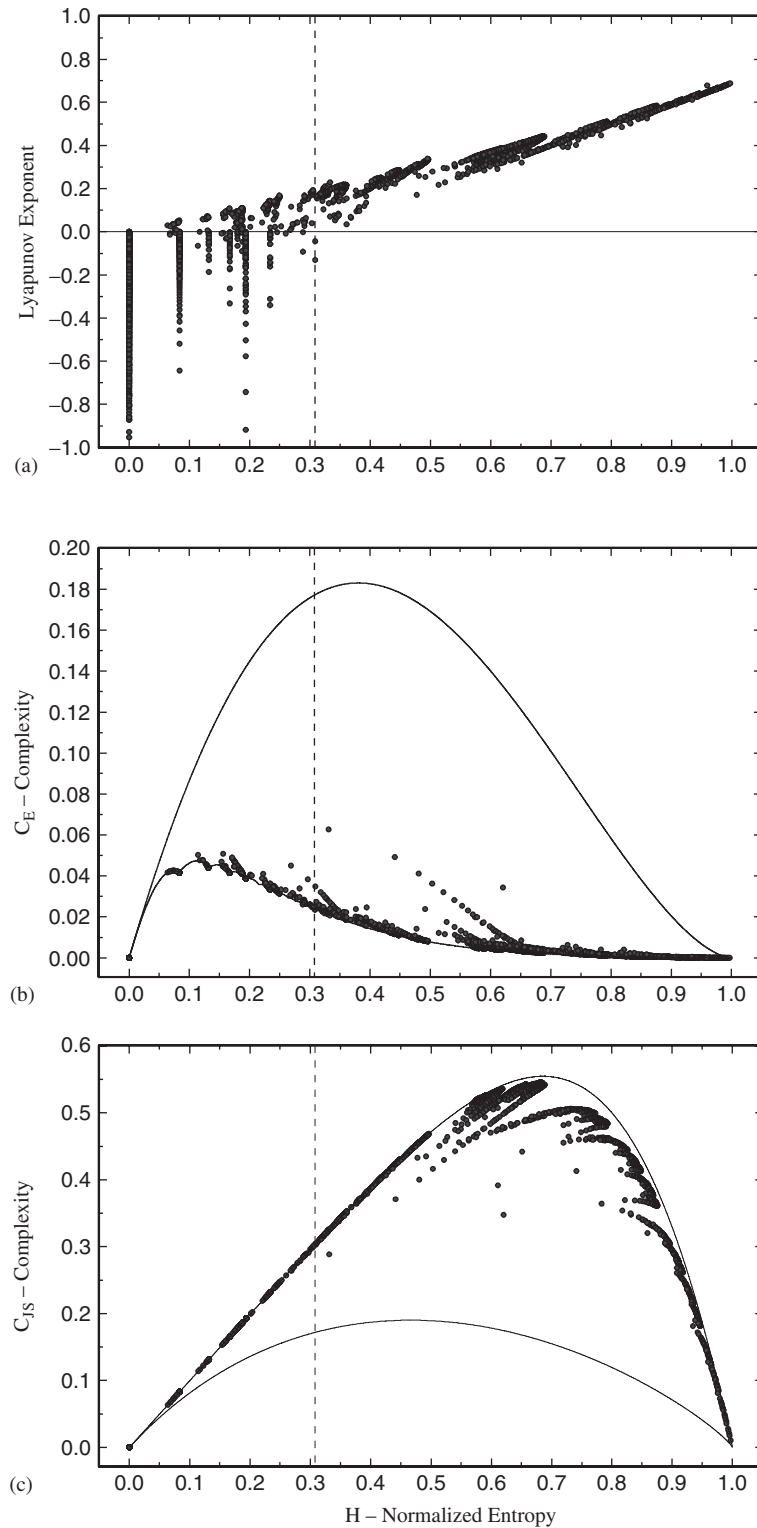 1.0
0.8
0.6
0.4
0.2
0.0
−0.2
−0.4
−0.6
−0.8
−1.0
Lyapunov Exponent
(a)
0.0 0.1 0.2 0.3 0.4 0.5 0.6 0.7 0.8 0.9 1.0
0.20
0.18
0.16
0.14
0.12
0.10
0.08
0.06
0.04
0.02
0.00
C_E – Complexity
(b)
0.0 0.1 0.2 0.3 0.4 0.5 0.6 0.7 0.8 0.9 1.0
0.6
0.5
0.4
0.3
0.2
0.1
0.0
C_JS – Complexity
(c)
0.0 0.1 0.2 0.3 0.4 0.5 0.6 0.7 0.8 0.9 1.0
H – Normalized Entropy